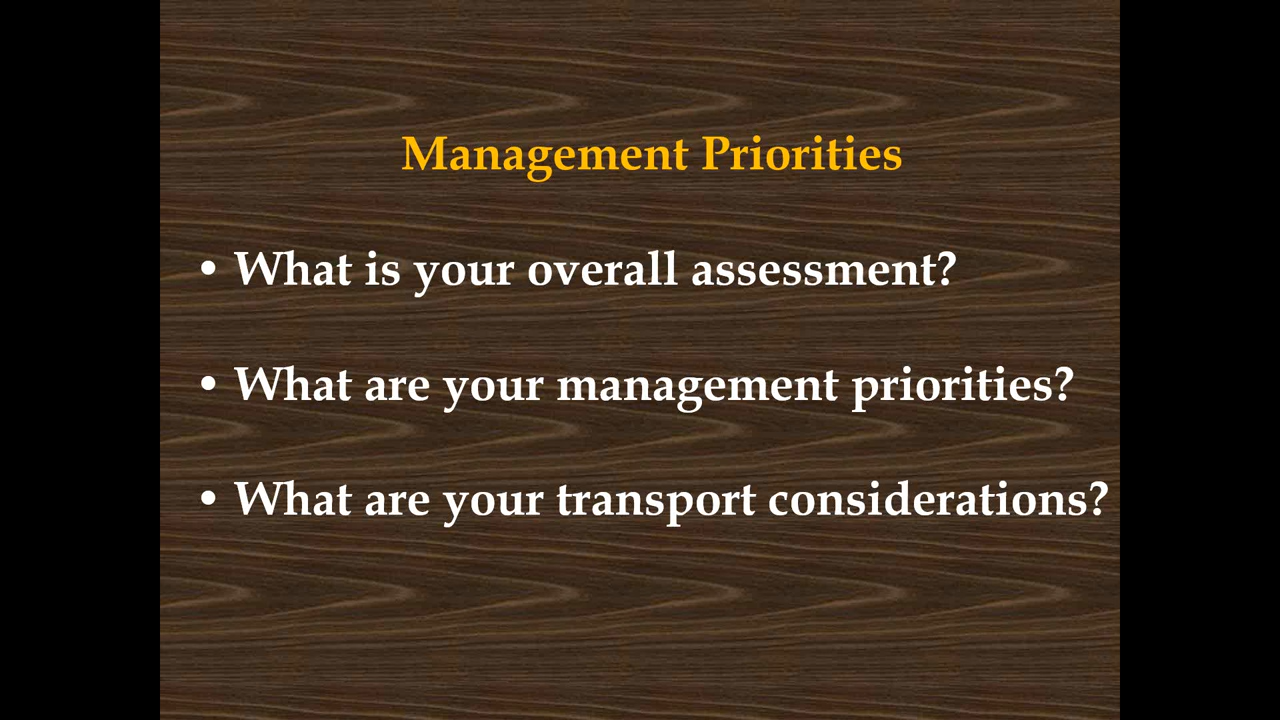 Management Priorities
• What is your overall assessment?
• What are your management priorities?
• What are your transport considerations?